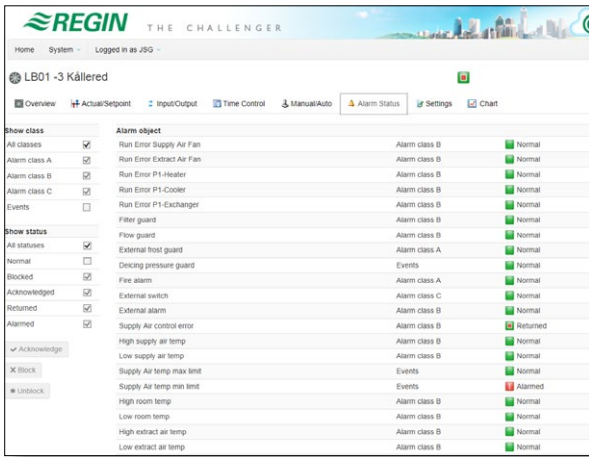 REGIN THE CHALLENGER
Home System Logged in as JSG
LB01 -3 Kållered
Overview Actual/Setpoint Input/Output Time Control Manual/Auto Alarm Status Settings Chart
Show class
All classes
Alarm class A
Alarm class B
Alarm class C
Events
Show status
All statuses
Normal
Blocked
Acknowledged
Returned
Alarmed
Acknowledge
Block
Unblock
Alarm object
Run Error Supply Air Fan Alarm class B Normal
Run Error Extract Air Fan Alarm class B Normal
Run Error P1-Heater Alarm class B Normal
Run Error P1-Cooler Alarm class B Normal
Run Error P1-Exchanger Alarm class B Normal
Filter guard Alarm class B Normal
Flow guard Alarm class B Normal
External frost guard Alarm class A Normal
Deicing pressure guard Events Normal
Fire alarm Alarm class A Normal
External switch Alarm class C Normal
External alarm Alarm class B Normal
Supply Air control error Alarm class B Returned
High supply air temp Alarm class B Normal
Low supply air temp Alarm class B Normal
Supply Air temp max limit Events Normal
Supply Air temp min limit Events Alarmed
High room temp Alarm class B Normal
Low room temp Alarm class B Normal
High extract air temp Alarm class B Normal
Low extract air temp Alarm class B Normal